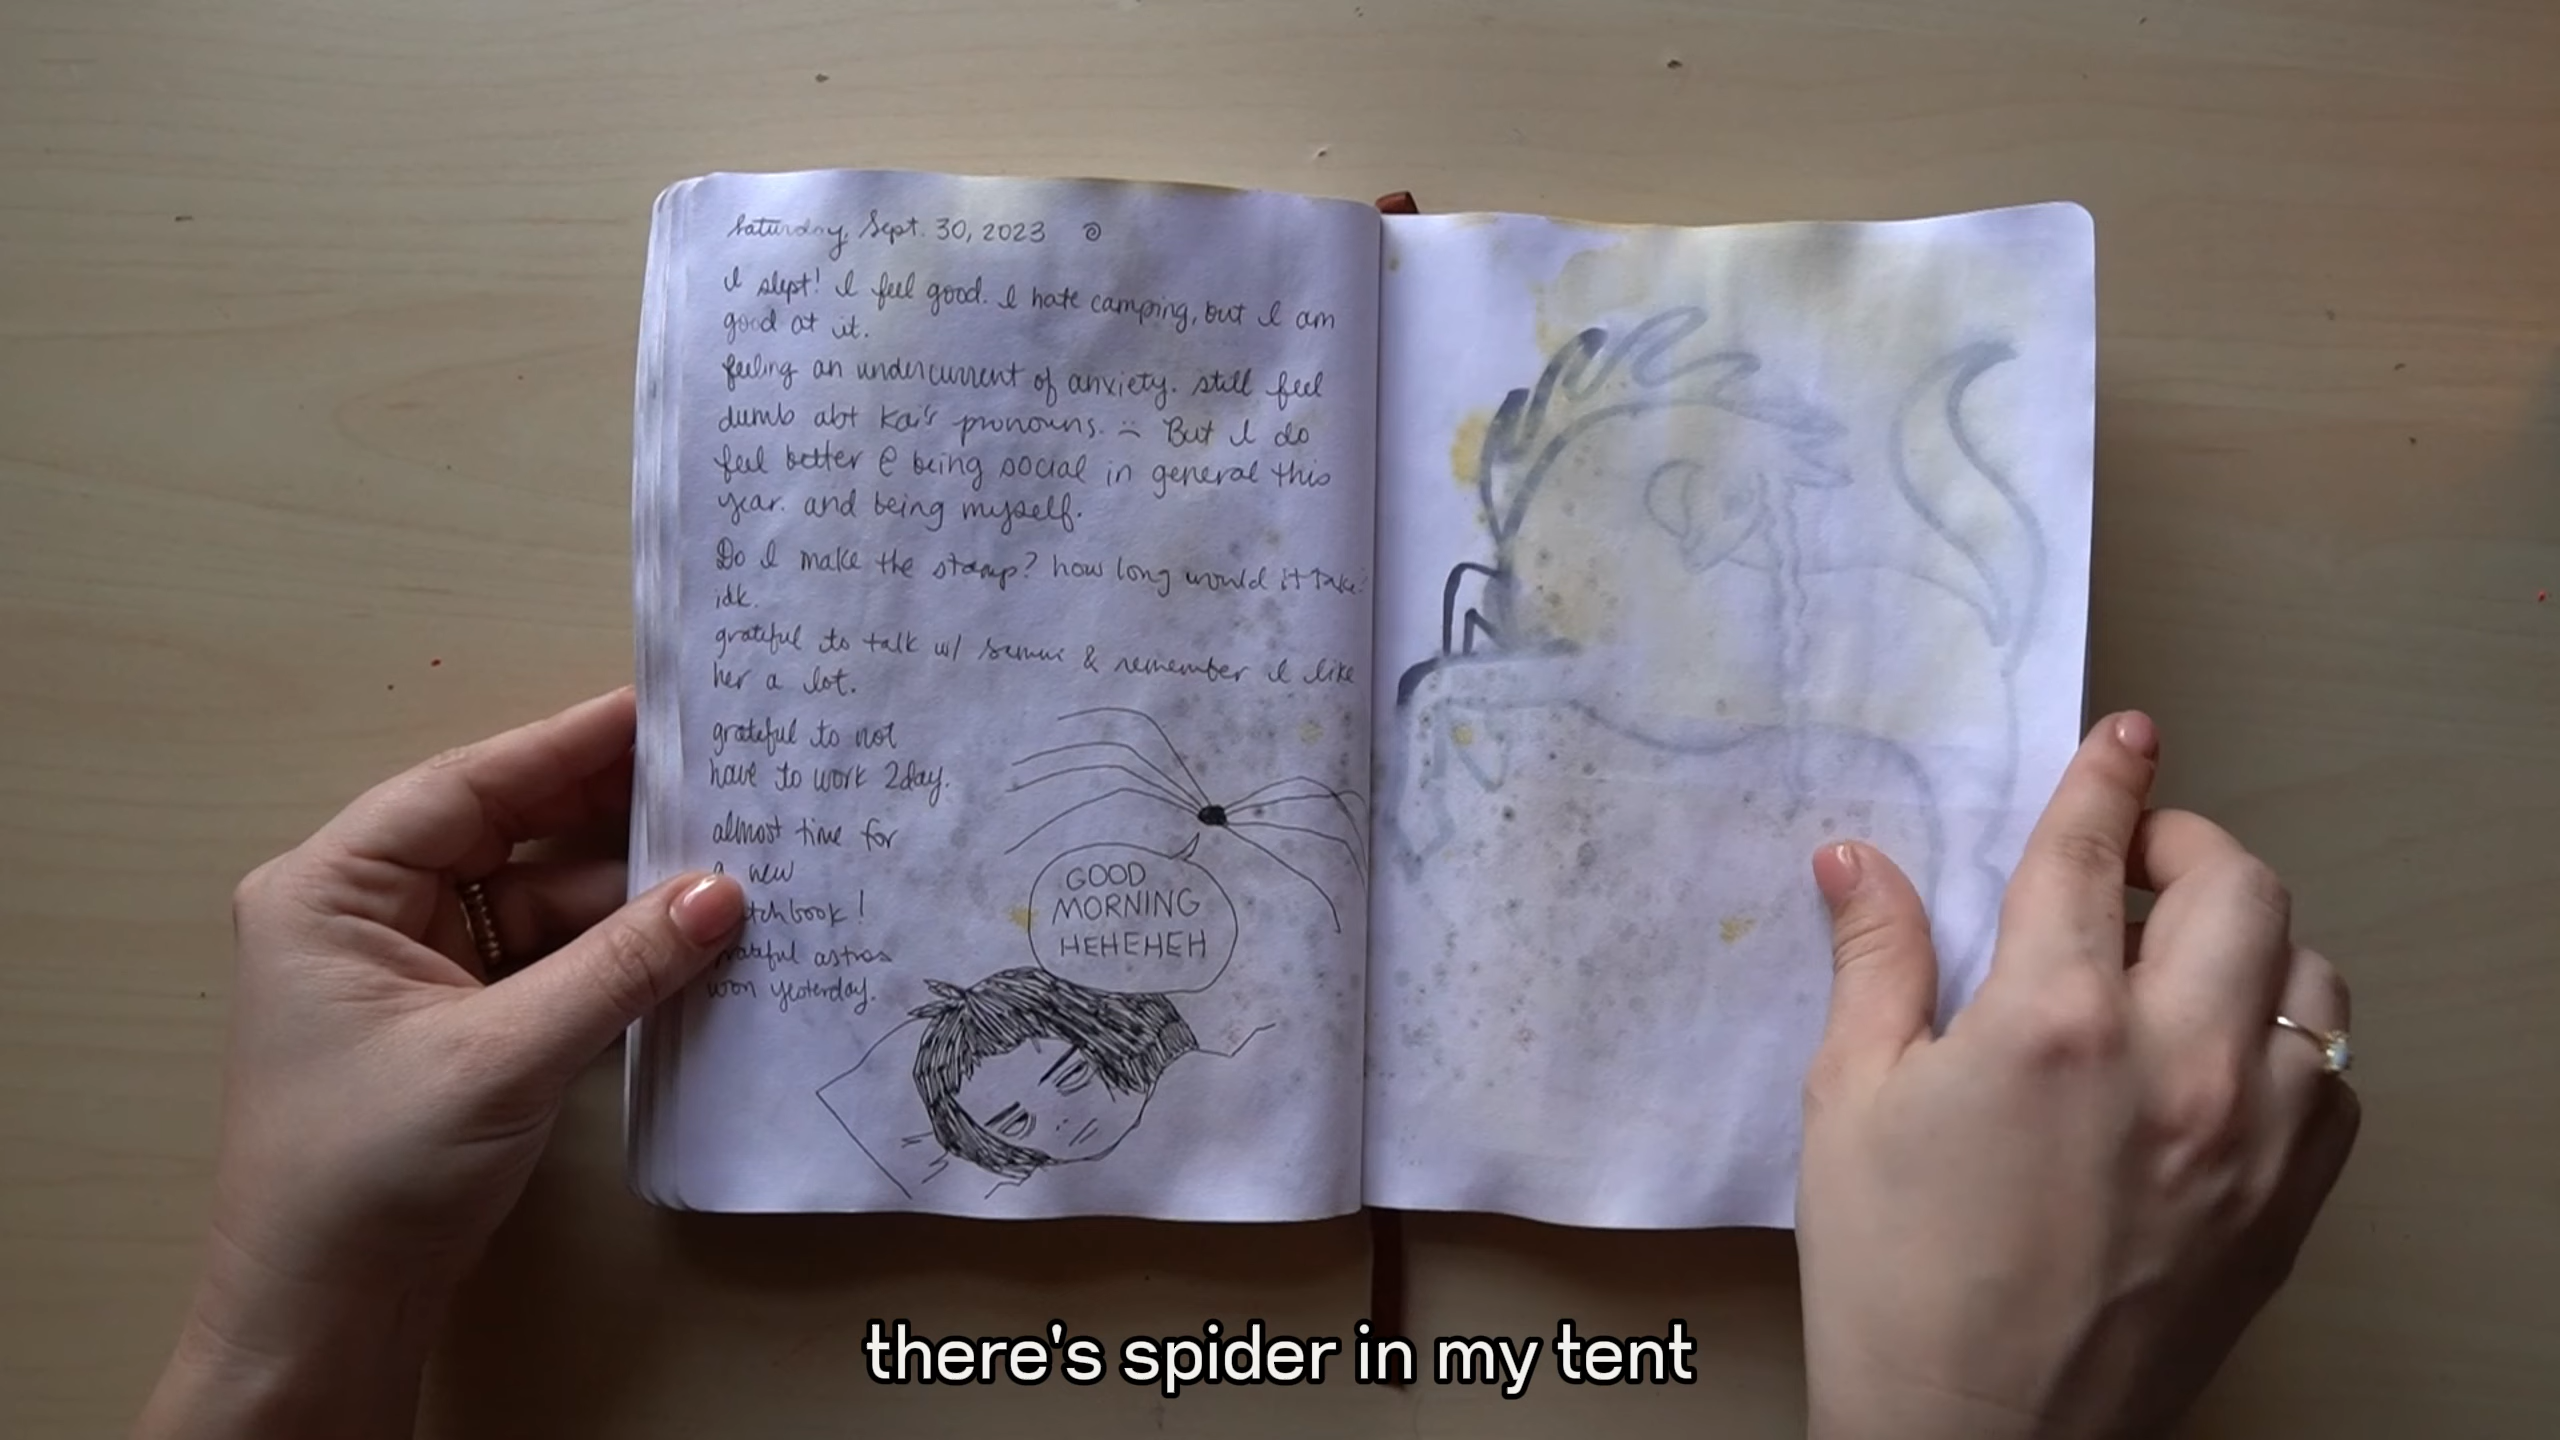 Saturday, Sept. 30, 2023
I slept! I feel good. I hate camping, but I am
good at it.
feeling an undercurrent of anxiety. still feel
dumb abt Kai's pronouns. :( But I do
feel better @ being social in general this
year. and being myself.
Do I make the stamp? how long would it take?
idk.
grateful to talk w/ & remember I like
her a lot.
grateful to not
have to work 2day.
almost time for
a new
tchbook!
rateful astros
won yesterday.
GOOD
MORNING
HEHEHEH
there's spider in my tent